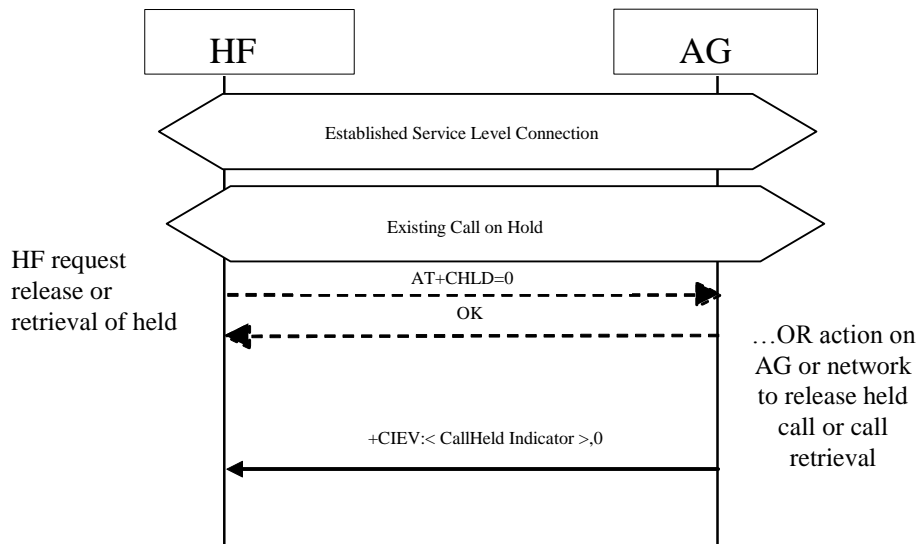 HF
AG
Established Service Level Connection
Existing Call on Hold
HF request
release or
retrieval of held
AT+CHLD=0
OK
…OR action on
AG or network
to release held
call or call
retrieval
+CIEV:< CallHeld Indicator >,0